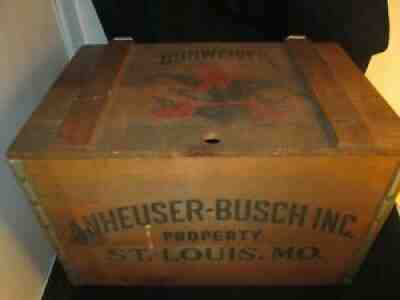 BUDWEISER
ANHEUSER-BUSCH INC.
PROPERTY
ST. LOUIS. MO.